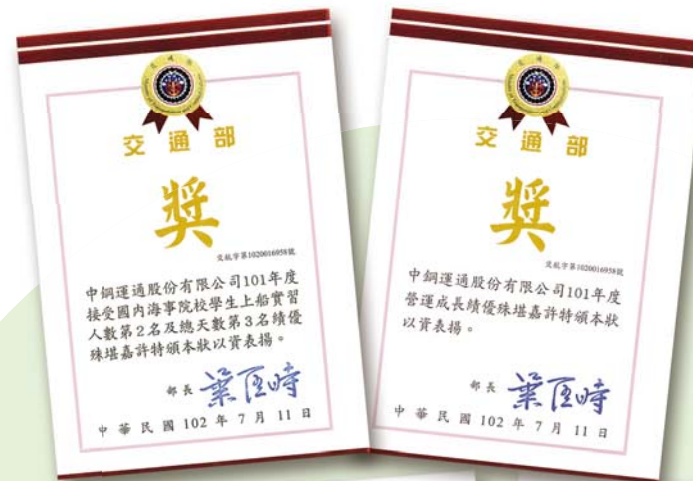 交通部
獎
交航字第1020016958號
中鋼運通股份有限公司101年度
接受國內海事院校學生上船實習
人數第2名及總天數第3名績優
殊堪嘉許特頒本狀以資表揚。
部長 葉匡時
中華民國102年7月11日
交通部
獎
交航字第1020016958號
中鋼運通股份有限公司101年度
營運成長績優殊堪嘉許特頒本狀
以資表揚。
部長 葉匡時
中華民國102年7月11日